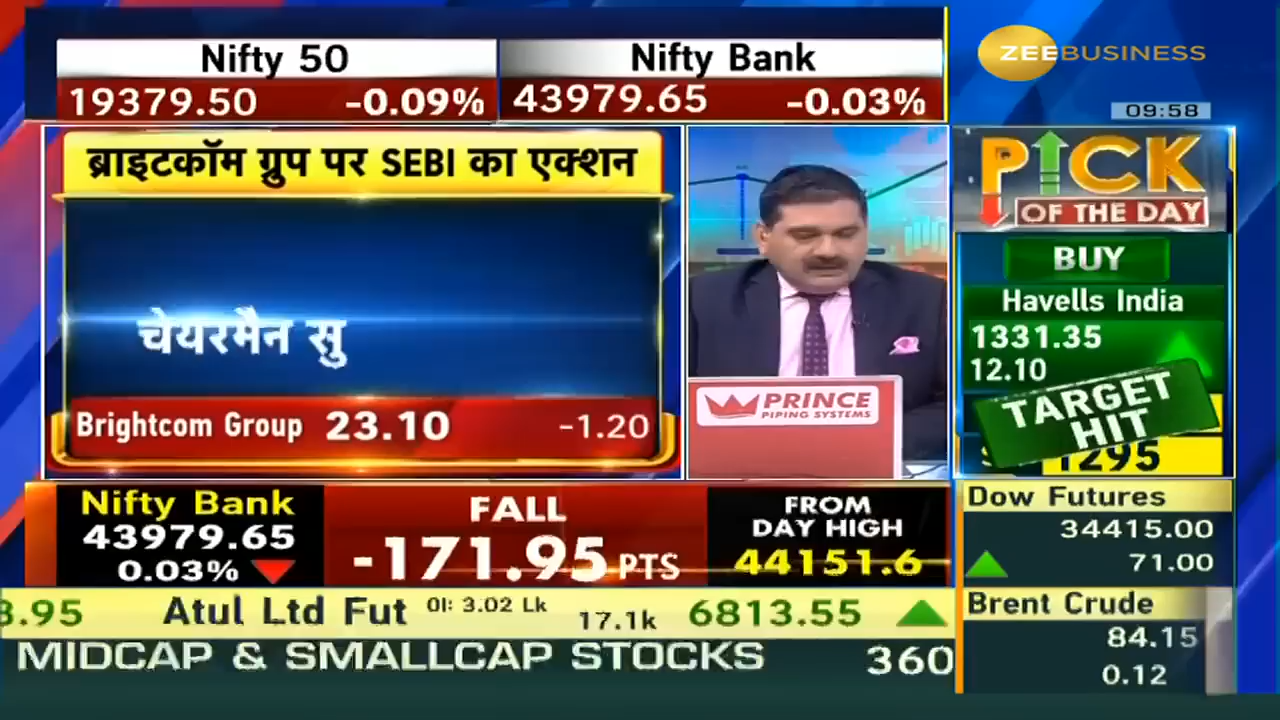 Nifty 50
Nifty Bank
19379.50 -0.09%
43979.65 -0.03%
ZEEBUSINESS
09:58
ब्राइटकॉम ग्रुप पर SEBI का एक्शन
चेयरमैन सु
Brightcom Group 23.10 -1.20
PRINCE
PIPING SYSTEMS
PICK
OF THE DAY
BUY
Havells India
1331.35
12.10
TARGET
HIT
1295
Nifty Bank
43979.65
0.03%
FALL
-171.95 PTS
FROM
DAY HIGH
44151.6
Dow Futures
34415.00
71.00
Brent Crude
84.15
0.12
8.95 Atul Ltd Fut OI: 3.02 Lk 17.1k 6813.55
MIDCAP & SMALLCAP STOCKS 360